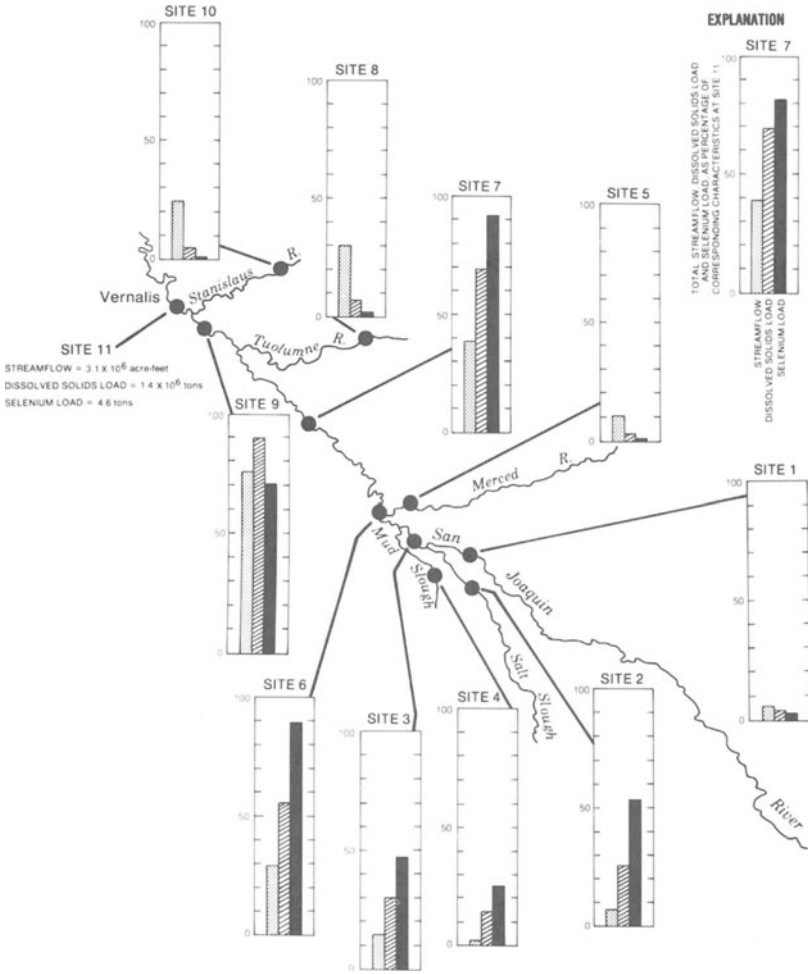 EXPLANATION
SITE 10
SITE 7
100
50
0
TOTAL STREAMFLOW, DISSOLVED SOLIDS LOAD
AND SELENIUM LOAD, AS PERCENTAGE OF
CORRESPONDING CHARACTERISTICS AT SITE 11
STREAMFLOW
DISSOLVED SOLIDS LOAD
SELENIUM LOAD
100
50
0
SITE 8
100
50
0
SITE 7
100
50
0
SITE 5
100
50
0
Stanislaus R.
Vernalis
Tuolumne R.
SITE 11
STREAMFLOW = 3.1 X 10⁶ acre-feet
DISSOLVED SOLIDS LOAD = 1.4 X 10⁶ tons
SELENIUM LOAD = 4.6 tons
SITE 9
100
50
0
Merced R.
SITE 1
100
50
0
San Joaquin River
Mud Slough
Salt Slough
SITE 6
100
50
0
SITE 3
100
50
0
SITE 4
100
50
0
SITE 2
100
50
0